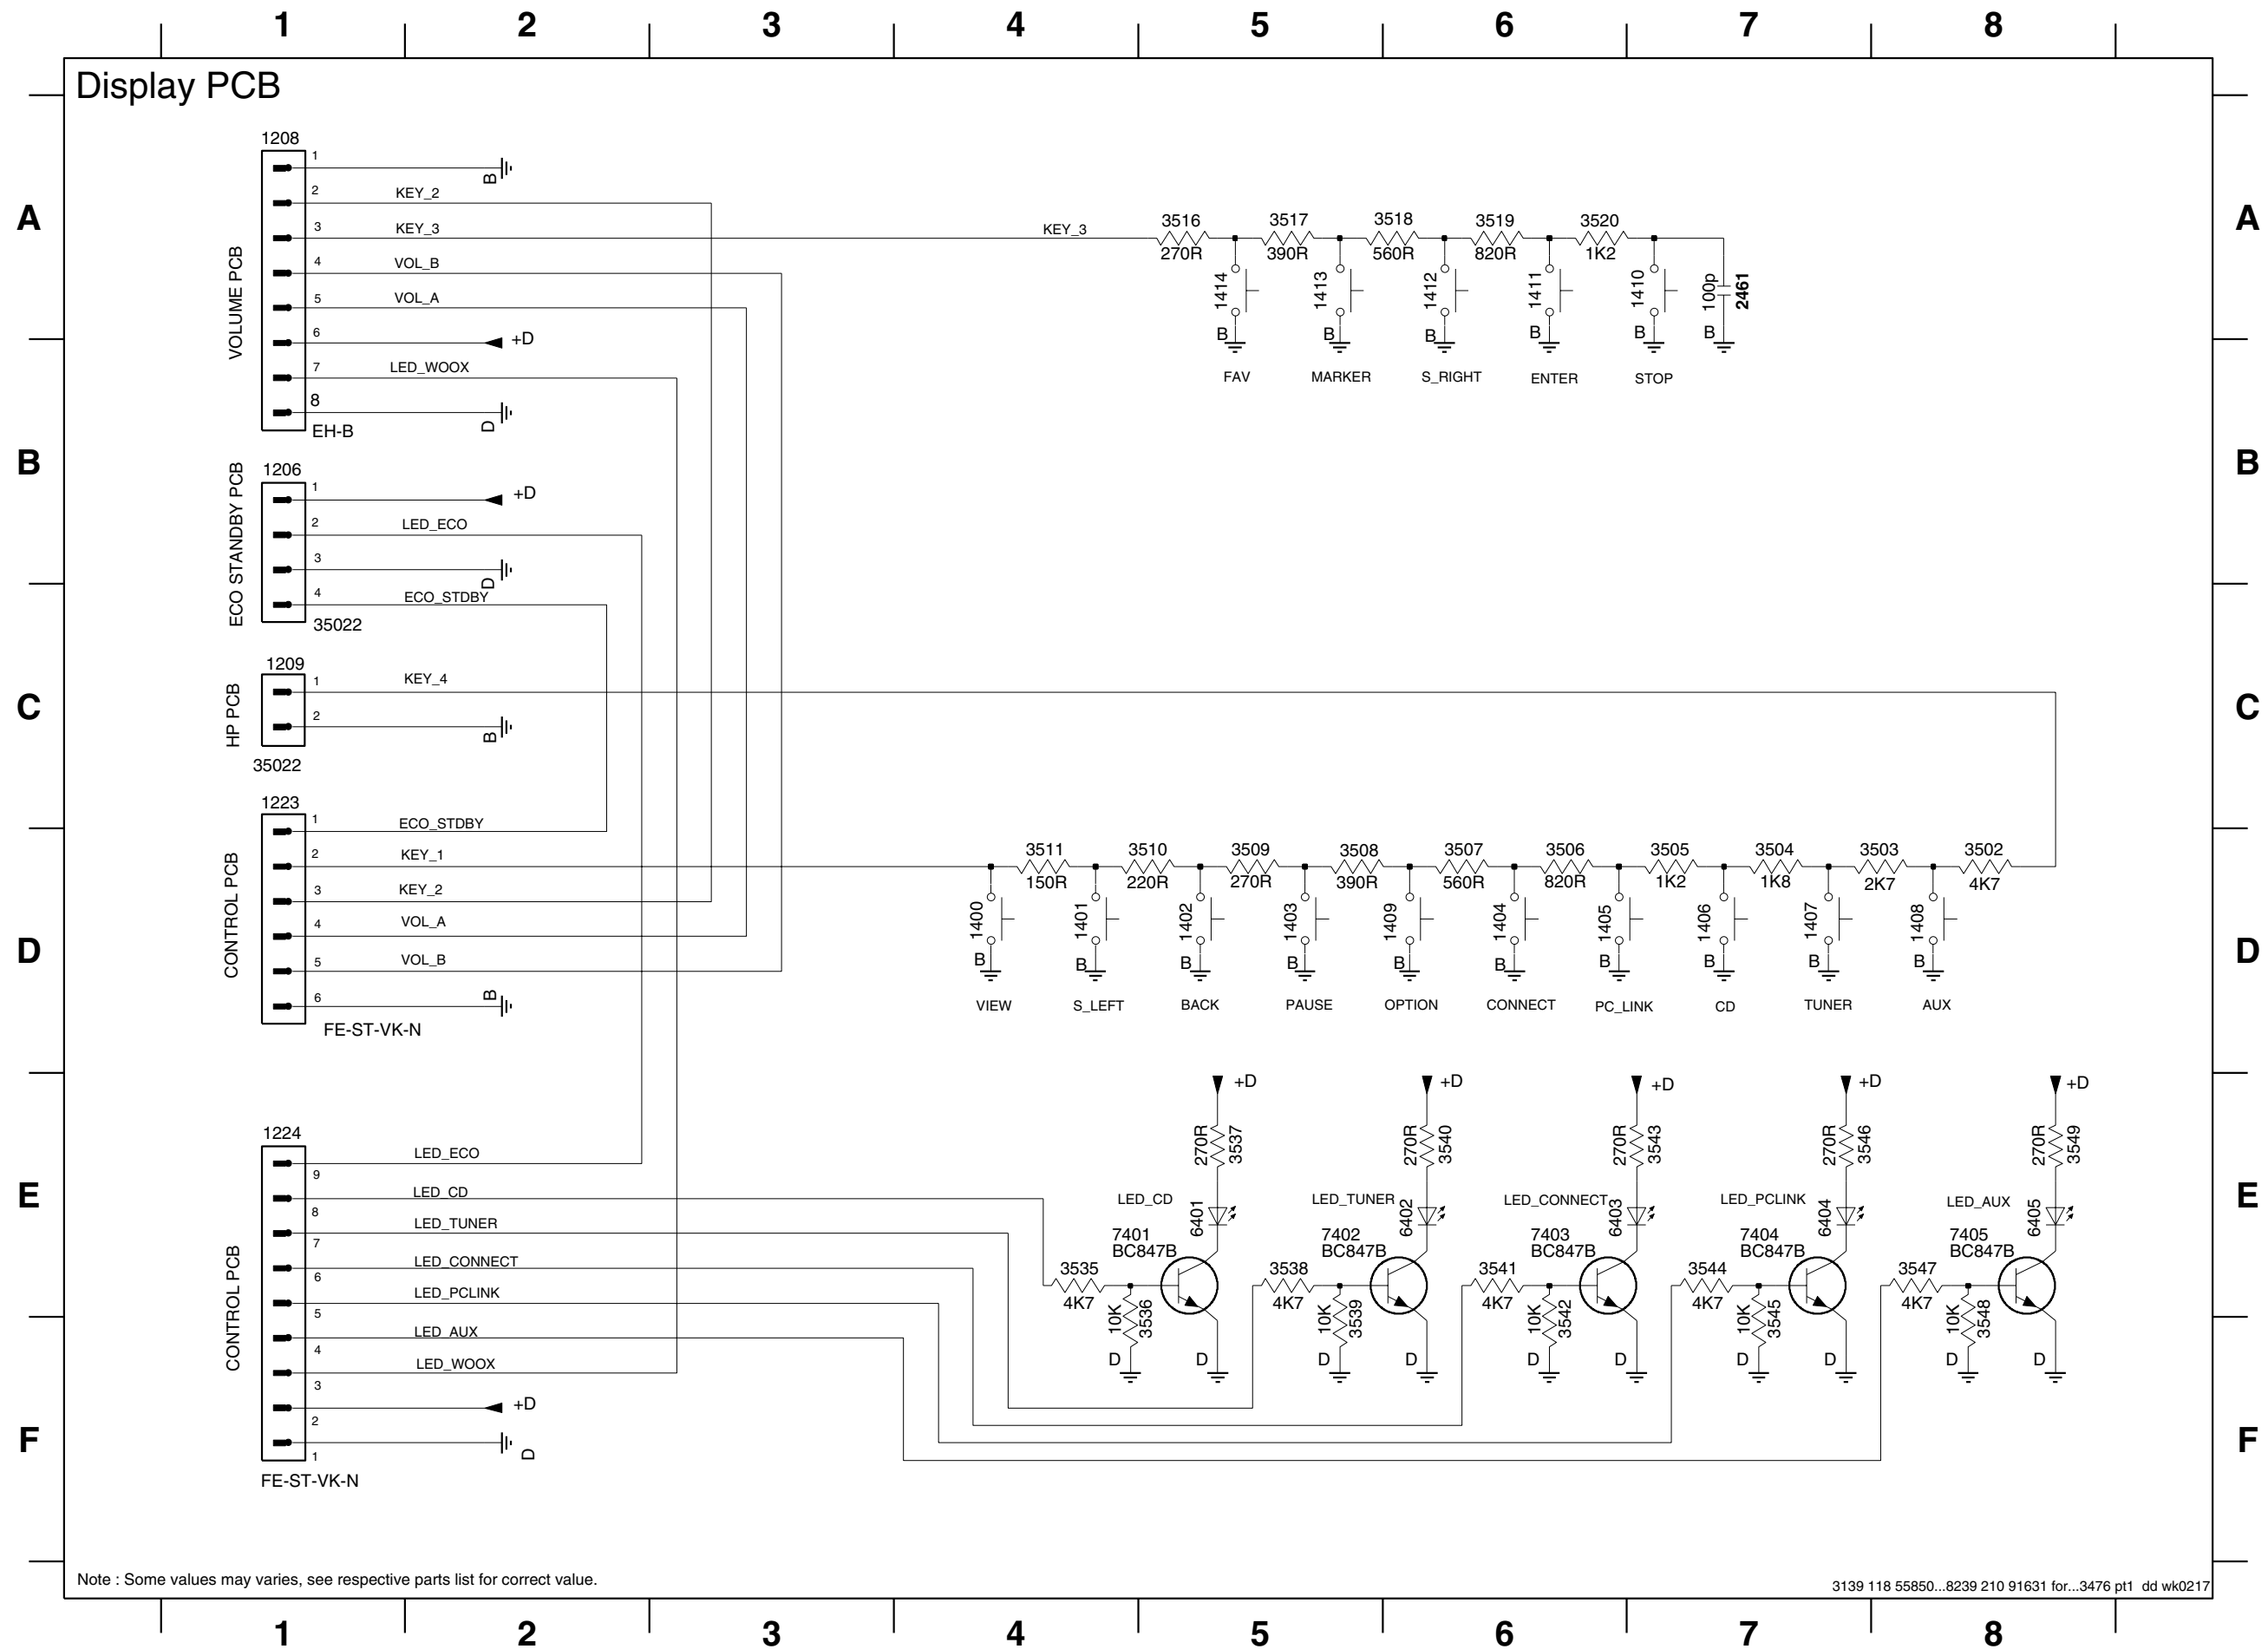 1 2 3 4 5 6 7 8
Display PCB
A A
B B
C C
D D
E E
F F
1208
VOLUME PCB
1
B
2 KEY_2
3 KEY_3
4 VOL_B
5 VOL_A
6 +D
7 LED_WOOX
8
D
EH-B
KEY_3
3516 3517 3518 3519 3520
270R 390R 560R 820R 1K2
1414 1413 1412 1411 1410 100p 2461
B B B B B B
FAV MARKER S_RIGHT ENTER STOP
1206
ECO STANDBY PCB
1 +D
2 LED_ECO
3
D
4 ECO_STDBY
35022
1209
HP PCB
1 KEY_4
2
B
35022
1223
CONTROL PCB
1 ECO_STDBY
2 KEY_1
3 KEY_2
4 VOL_A
5 VOL_B
6 B
FE-ST-VK-N
3511 3510 3509 3508 3507 3506 3505 3504 3503 3502
150R 220R 270R 390R 560R 820R 1K2 1K8 2K7 4K7
1400 1401 1402 1403 1409 1404 1405 1406 1407 1408
B B B B B B B B B B
VIEW S_LEFT BACK PAUSE OPTION CONNECT PC_LINK CD TUNER AUX
1224
CONTROL PCB
LED_ECO
9
LED_CD
8
LED_TUNER
7
LED_CONNECT
6
LED_PCLINK
5
LED_AUX
4
LED_WOOX
3
+D
2
D
1
FE-ST-VK-N
+D +D +D +D +D
270R 3537 270R 3540 270R 3543 270R 3546 270R 3549
LED_CD LED_TUNER LED_CONNECT LED_PCLINK LED_AUX
6401 6402 6403 6404 6405
7401 7402 7403 7404 7405
BC847B BC847B BC847B BC847B BC847B
3535 3538 3541 3544 3547
4K7 4K7 4K7 4K7 4K7
10K 3536 10K 3539 10K 3542 10K 3545 10K 3548
D D D D D D D D D D
Note : Some values may varies, see respective parts list for correct value.
3139 118 55850...8239 210 91631 for...3476 pt1 dd wk0217
1 2 3 4 5 6 7 8